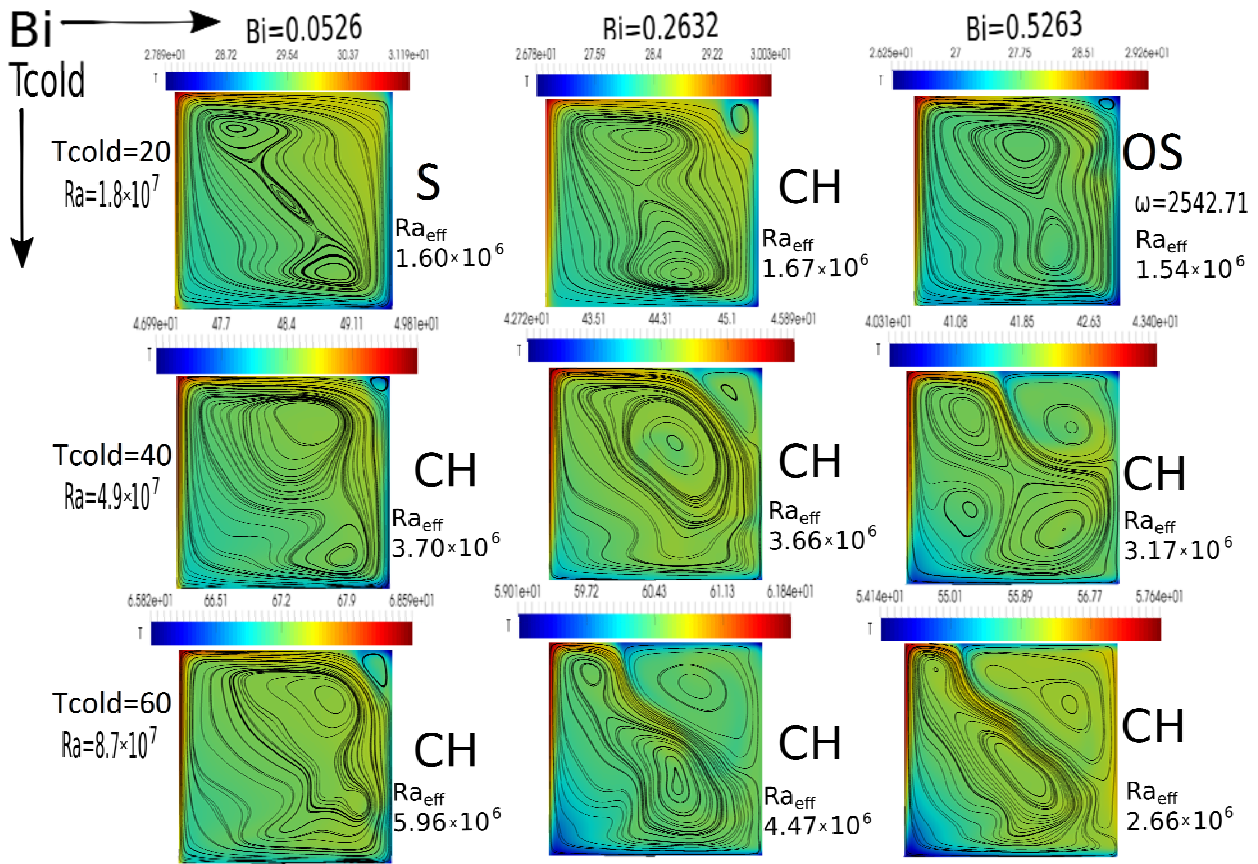 Bi
Tcold
Bi=0.0526
Bi=0.2632
Bi=0.5263
2.789e+01 28.72 29.54 30.37 3.119e+01
T
2.678e+01 27.59 28.4 29.22 3.003e+01
T
2.625e+01 27 27.75 28.51 2.926e+01
T
Tcold=20
Ra=1.8×10^7
S
Ra_eff
1.60×10^6
CH
Ra_eff
1.67×10^6
OS
ω=2542.71
Ra_eff
1.54×10^6
4.699e+01 47.7 48.4 49.11 4.981e+01
T
4.272e+01 43.51 44.31 45.1 4.589e+01
T
4.031e+01 41.08 41.85 42.63 4.340e+01
T
Tcold=40
Ra=4.9×10^7
CH
Ra_eff
3.70×10^6
CH
Ra_eff
3.66×10^6
CH
Ra_eff
3.17×10^6
6.582e+01 66.51 67.2 67.9 6.859e+01
T
5.901e+01 59.72 60.43 61.13 6.184e+01
T
5.414e+01 55.01 55.89 56.77 5.764e+01
T
Tcold=60
Ra=8.7×10^7
CH
Ra_eff
5.96×10^6
CH
Ra_eff
4.47×10^6
CH
Ra_eff
2.66×10^6